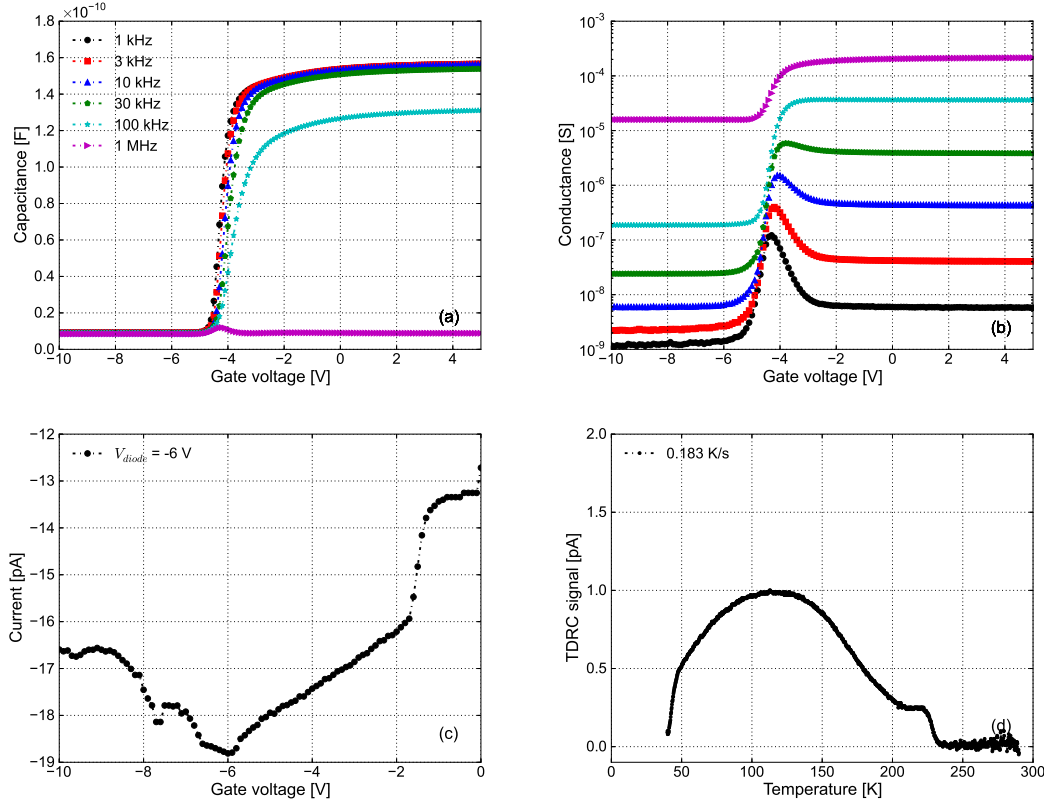 ×10⁻¹⁰
1.8
1.6
1.4
1.2
1.0
0.8
0.6
0.4
0.2
0.0
Capacitance [F]
1 kHz
3 kHz
10 kHz
30 kHz
100 kHz
1 MHz
(a)
−10 −8 −6 −4 −2 0 2 4
Gate voltage [V]
10⁻³
10⁻⁴
10⁻⁵
10⁻⁶
10⁻⁷
10⁻⁸
10⁻⁹
Conductance [S]
(b)
−10 −8 −6 −4 −2 0 2 4
Gate voltage [V]
−12
−13
−14
−15
−16
−17
−18
−19
Current [pA]
V_diode = -6 V
(c)
−10 −8 −6 −4 −2 0
Gate voltage [V]
2.0
1.5
1.0
0.5
0.0
TDRC signal [pA]
0.183 K/s
(d)
0 50 100 150 200 250 300
Temperature [K]